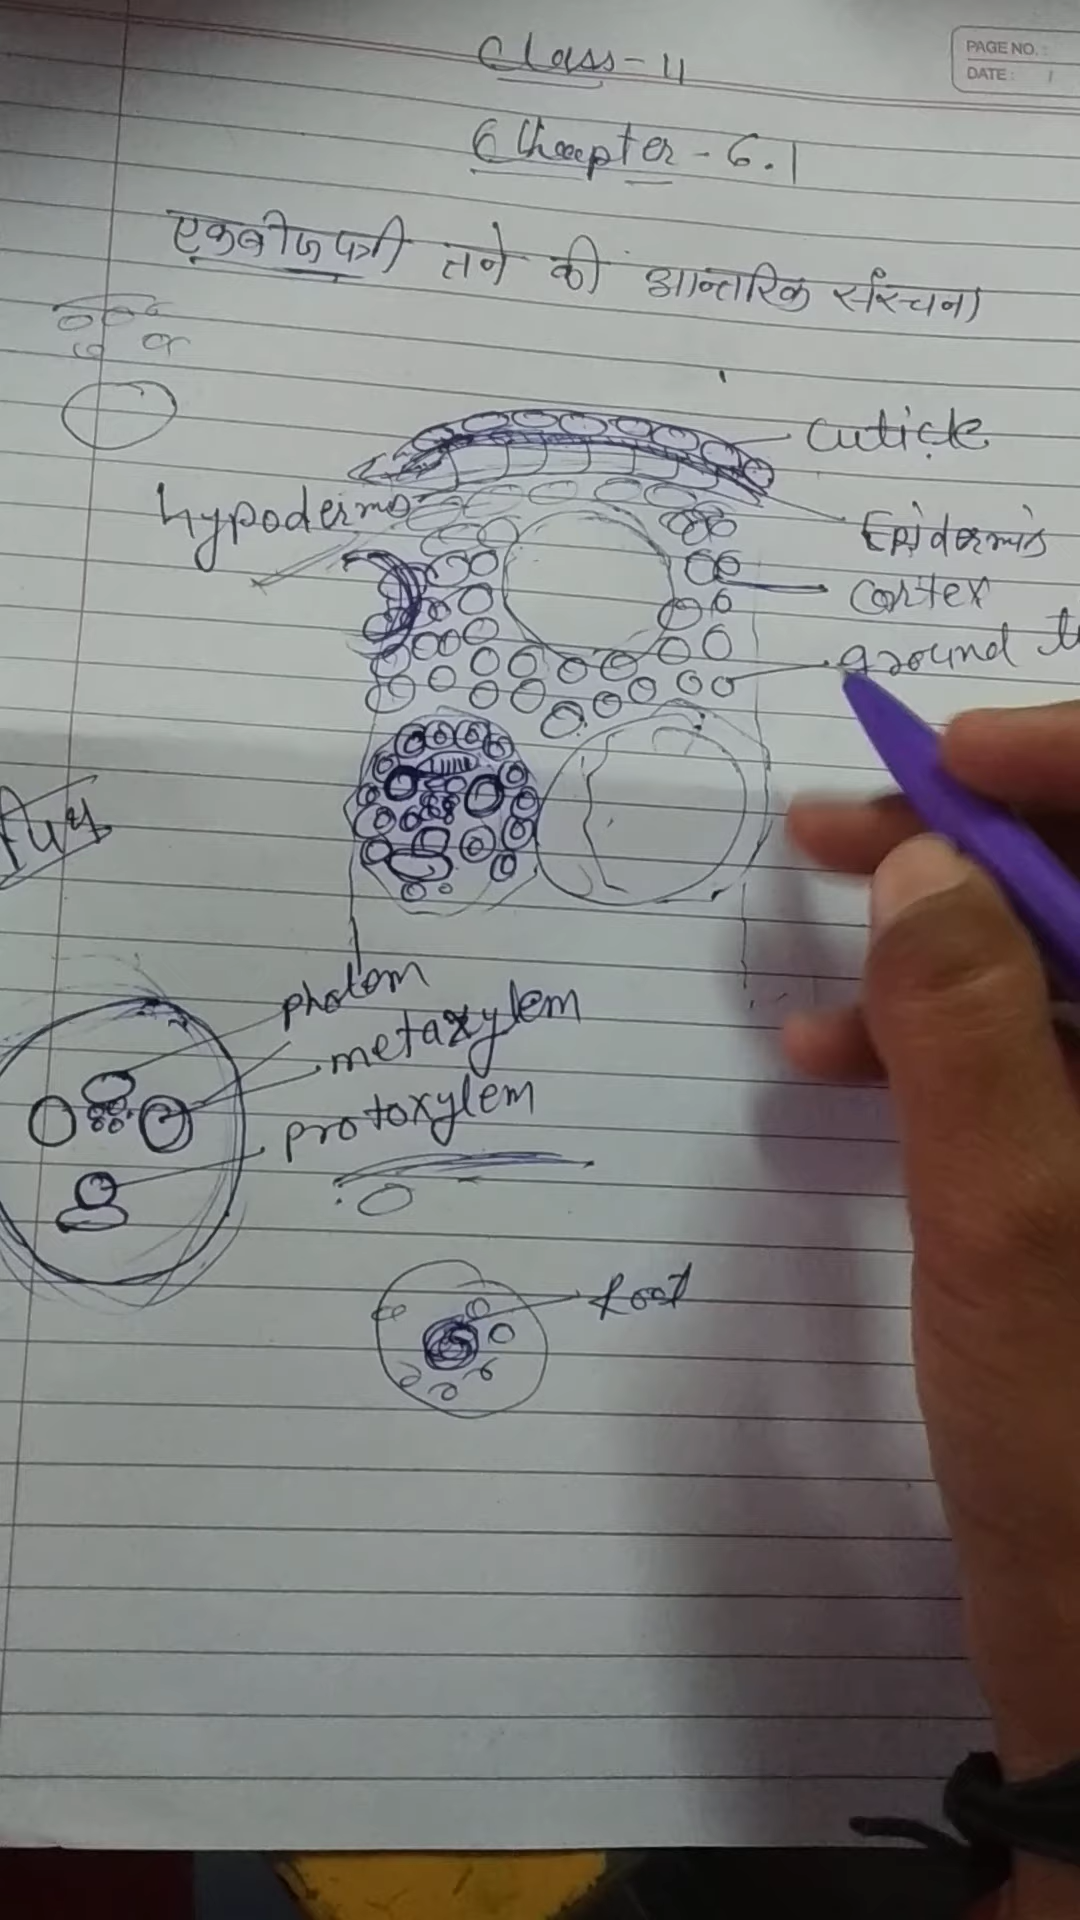 PAGE NO. :
DATE : /
Class - 11
Chapter - 6.1
एकबीजपत्री तने की आन्तरिक संरचना
cuticle
hypodermis
Epidermis
cortex
ground
phloem
metaxylem
protoxylem
Root